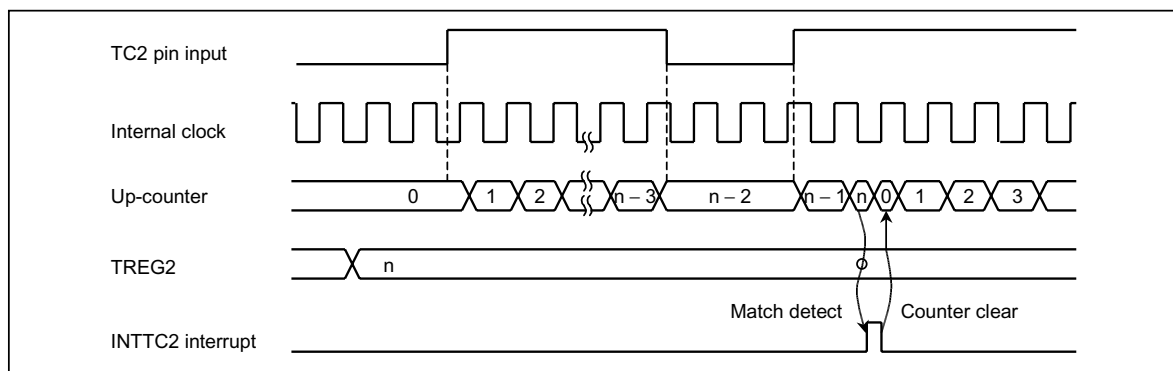 TC2 pin input
Internal clock
Up-counter
0 1 2 n – 3 n – 2 n – 1 n 0 1 2 3
TREG2
n
Match detect Counter clear
INTTC2 interrupt